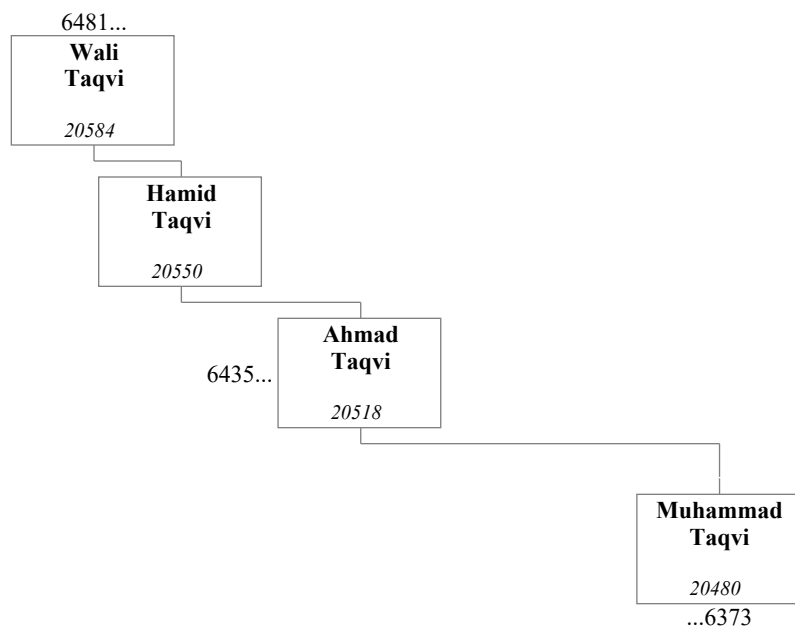 6481...
Wali
Taqvi
20584
Hamid
Taqvi
20550
Ahmad
Taqvi
6435...
20518
Muhammad
Taqvi
20480
...6373